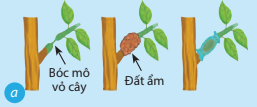 Bóc mô
vỏ cây
Đất ẩm
a